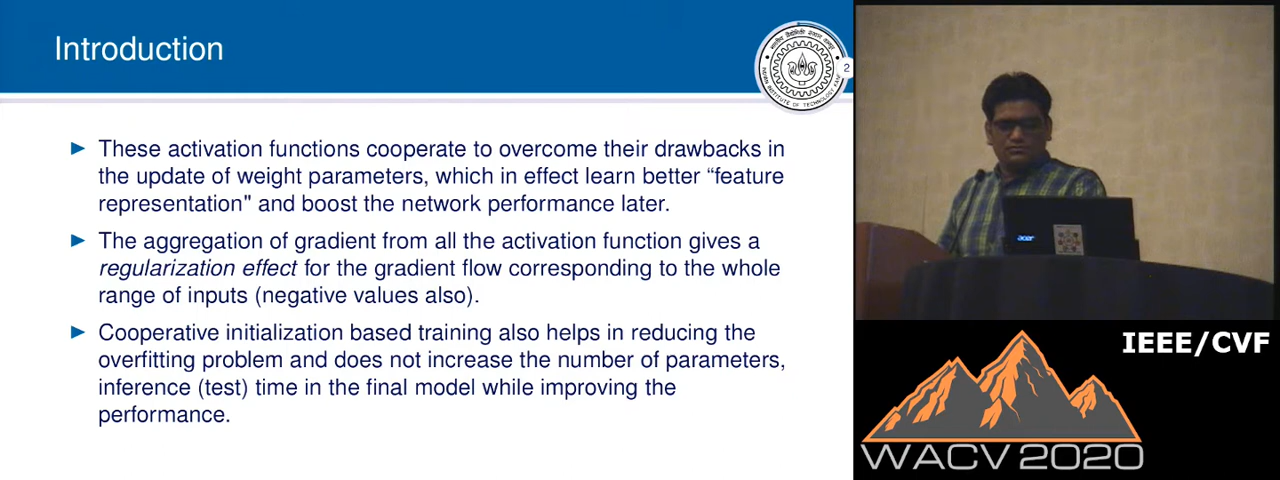 Introduction
2
These activation functions cooperate to overcome their drawbacks in
the update of weight parameters, which in effect learn better “feature
representation" and boost the network performance later.
The aggregation of gradient from all the activation function gives a
regularization effect for the gradient flow corresponding to the whole
range of inputs (negative values also).
Cooperative initialization based training also helps in reducing the
overfitting problem and does not increase the number of parameters,
inference (test) time in the final model while improving the
performance.
acer
IEEE/CVF
WACV 2020